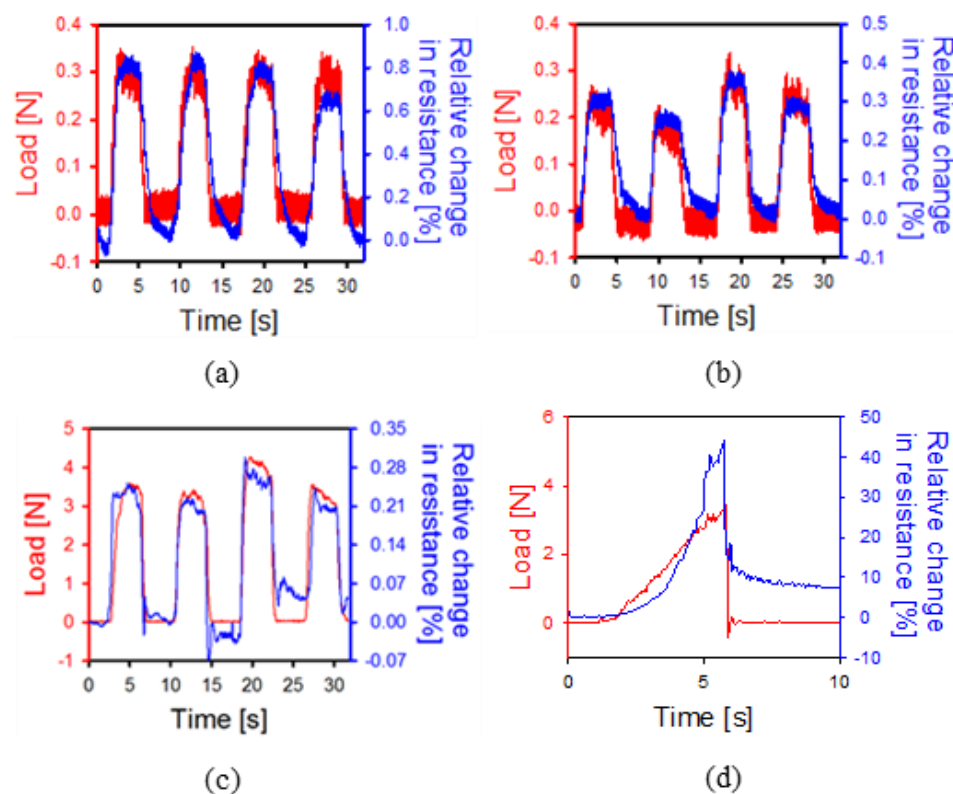 0.4
0.3
0.2
0.1
0.0
-0.1
Load [N]
1.0
0.8
0.6
0.4
0.2
0.0
Relative change
in resistance
[%]
0 5 10 15 20 25 30
Time [s]
(a)
0.4
0.3
0.2
0.1
0.0
-0.1
Load [N]
0.5
0.4
0.3
0.2
0.1
0.0
-0.1
Relative change
in resistance
[%]
0 5 10 15 20 25 30
Time [s]
(b)
5
4
3
2
1
0
-1
Load [N]
0.35
0.28
0.21
0.14
0.07
0.00
-0.07
Relative change
in resistance
[%]
0 5 10 15 20 25 30
Time [s]
(c)
6
4
2
0
Load [N]
50
40
30
20
10
0
-10
Relative change
in resistance
[%]
0 5 10
Time [s]
(d)